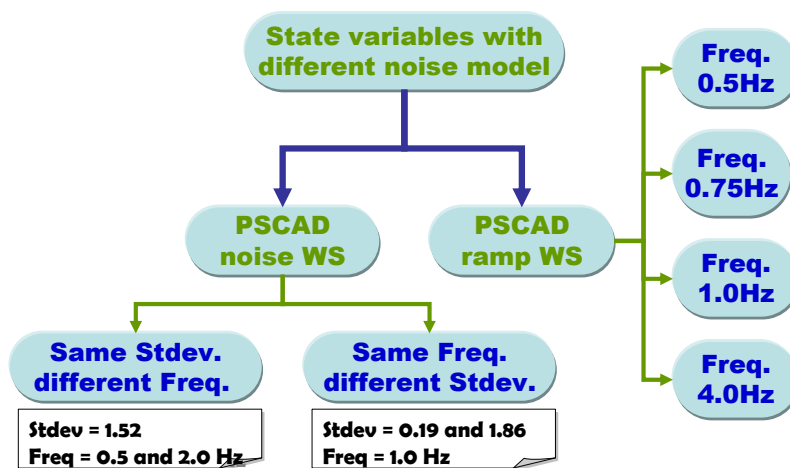 State variables with
different noise model
Freq.
0.5Hz
Freq.
0.75Hz
PSCAD
noise WS
PSCAD
ramp WS
Freq.
1.0Hz
Same Stdev.
different Freq.
Same Freq.
different Stdev.
Freq.
4.0Hz
Stdev = 1.52
Freq = 0.5 and 2.0 Hz
Stdev = 0.19 and 1.86
Freq = 1.0 Hz